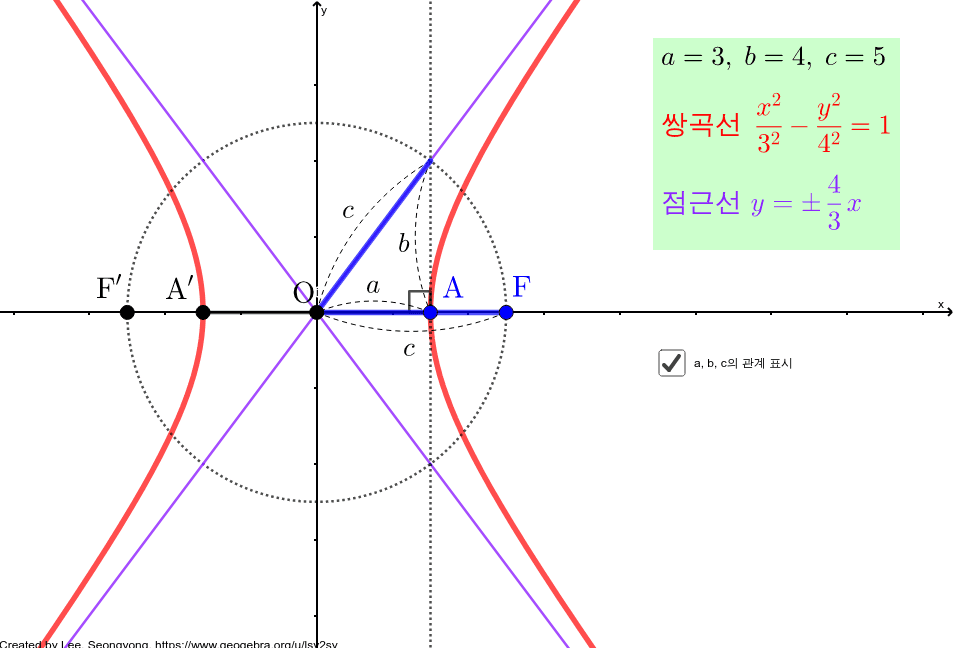 y
a = 3, b = 4, c = 5
쌍곡선 x²/3² − y²/4² = 1
점근선 y = ± 4/3 x
c
b
F′ A′ O a A F
x
c
a, b, c의 관계 표시
Created by Lee, Seongyong, https://www.geogebra.org/u/lsy2sy